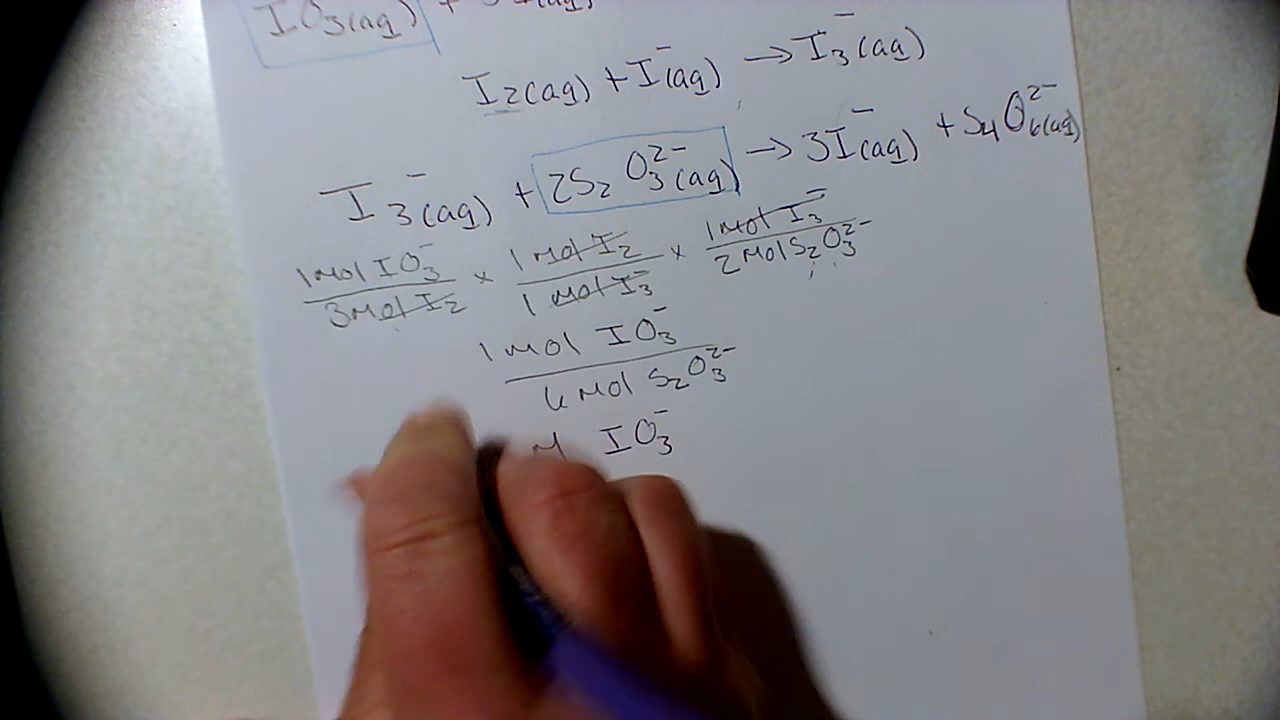 IO3(aq) +
I2(aq) + I⁻(aq) → I3⁻(aq)
I3⁻(aq) + 2S2O3²⁻(aq) → 3I⁻(aq) + S4O6²⁻(aq)
1 mol IO3⁻ / 3 mol I2 × 1 mol I2 / 1 mol I3⁻ × 1 mol I3⁻ / 2 mol S2O3²⁻
1 mol IO3⁻
6 mol S2O3²⁻
M IO3⁻